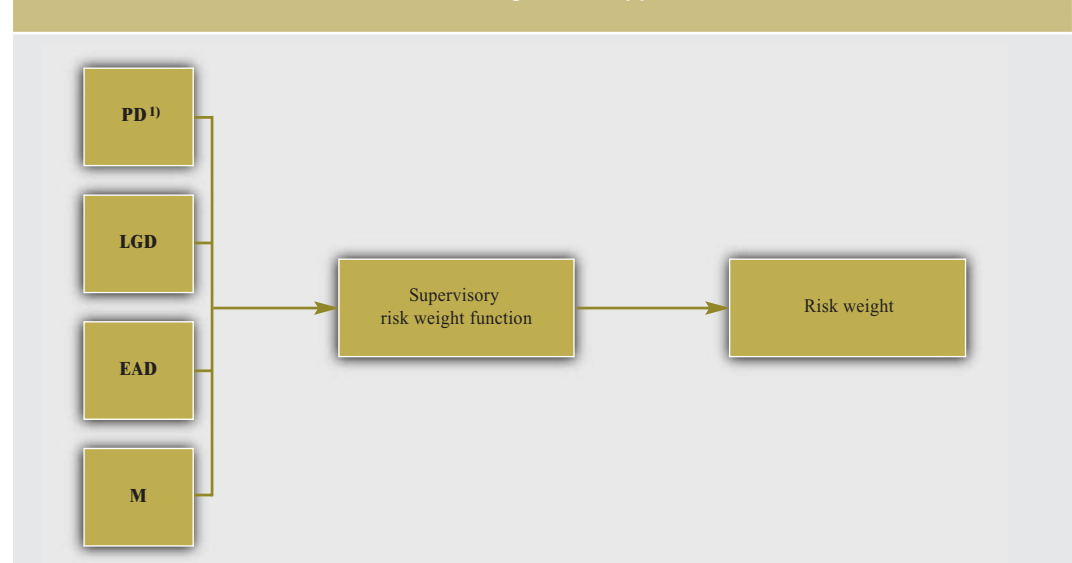 PD 1)
LGD
EAD
M
Supervisory
risk weight function
Risk weight